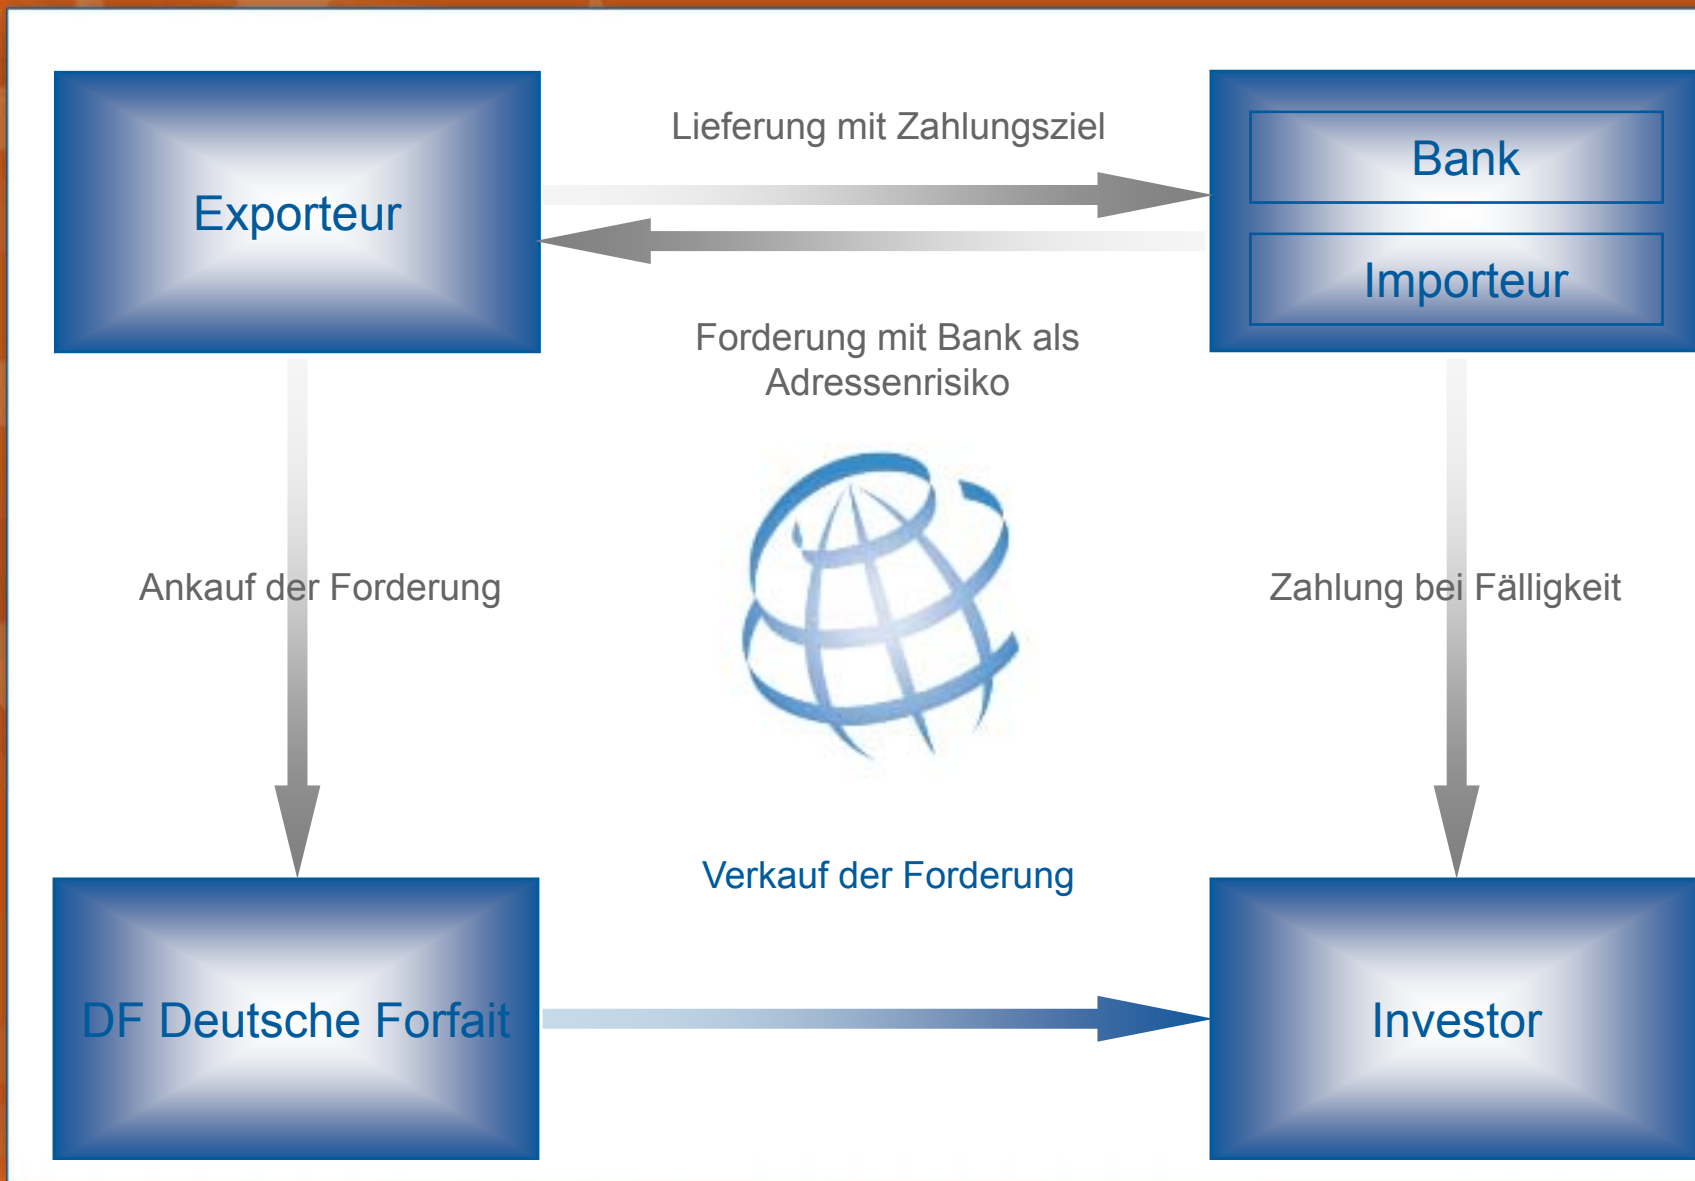 Lieferung mit Zahlungsziel
Exporteur
Bank
Importeur
Forderung mit Bank als
Adressenrisiko
Ankauf der Forderung
Zahlung bei Fälligkeit
Verkauf der Forderung
DF Deutsche Forfait
Investor